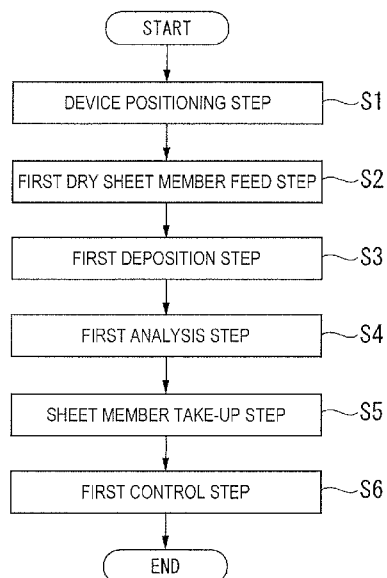 START
DEVICE POSITIONING STEP S1
FIRST DRY SHEET MEMBER FEED STEP S2
FIRST DEPOSITION STEP S3
FIRST ANALYSIS STEP S4
SHEET MEMBER TAKE-UP STEP S5
FIRST CONTROL STEP S6
END